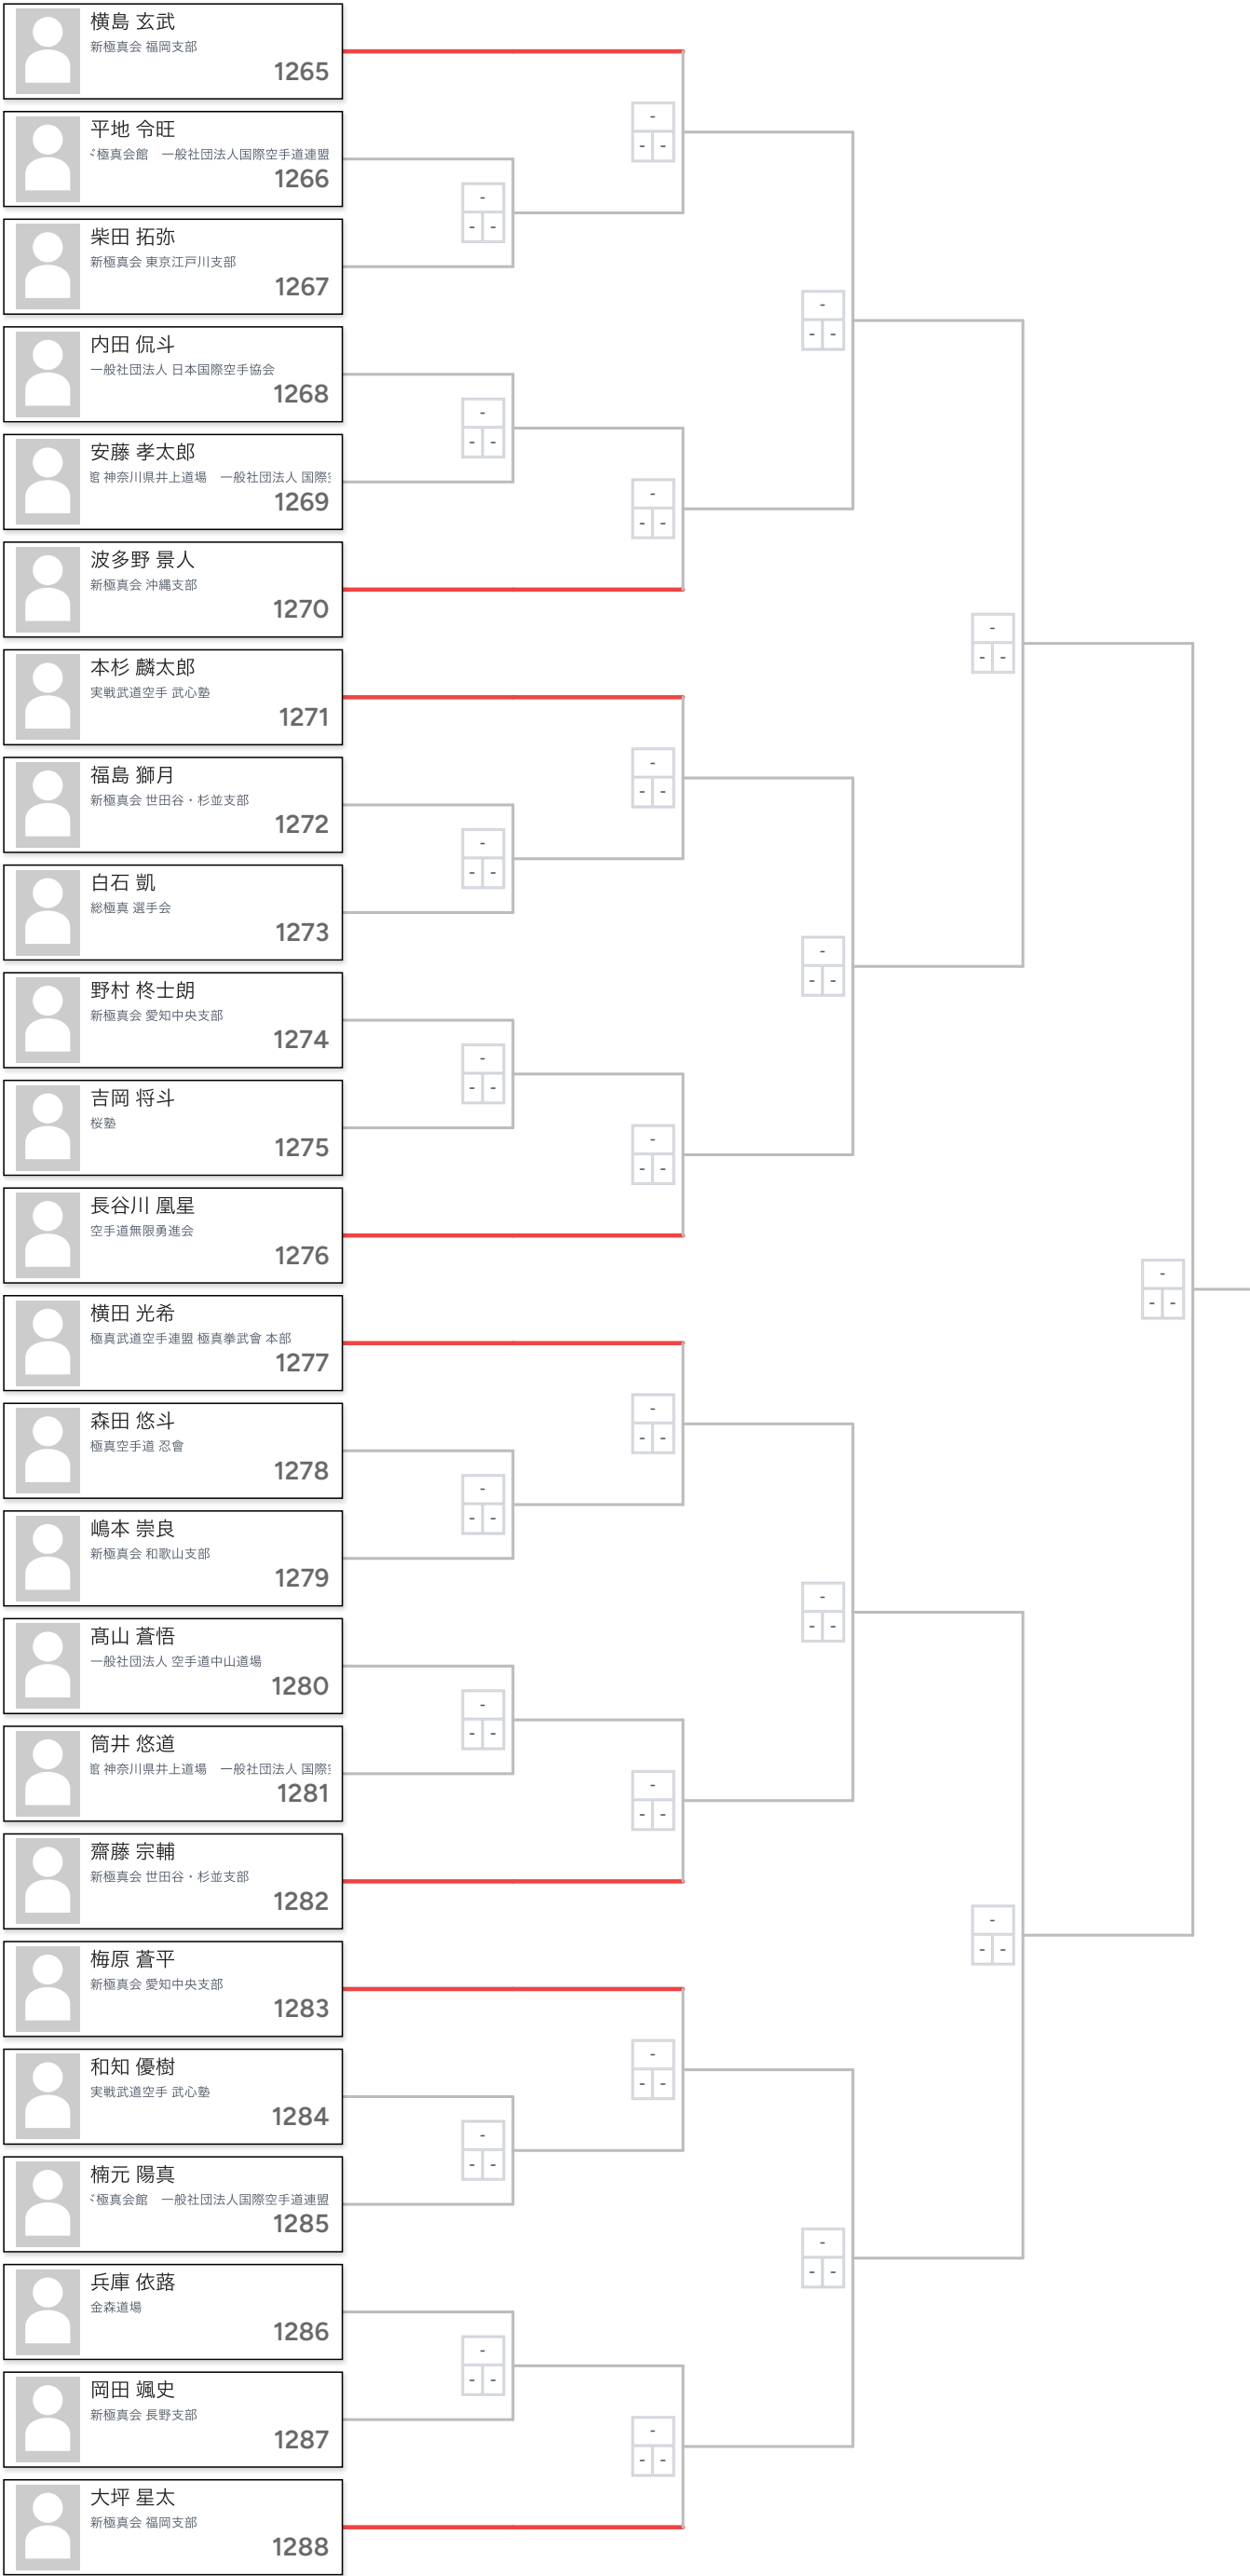 横島 玄武
新極真会 福岡支部
1265
平地 令旺
極真会館　一般社団法人国際空手道連盟
1266
柴田 拓弥
新極真会 東京江戸川支部
1267
内田 侃斗
一般社団法人 日本国際空手協会
1268
安藤 孝太郎
館 神奈川県井上道場　一般社団法人 国際
1269
波多野 景人
新極真会 沖縄支部
1270
本杉 麟太郎
実戦武道空手 武心塾
1271
福島 獅月
新極真会 世田谷・杉並支部
1272
白石 凱
総極真 選手会
1273
野村 柊士朗
新極真会 愛知中央支部
1274
吉岡 将斗
桜塾
1275
長谷川 凰星
空手道無限勇進会
1276
横田 光希
極真武道空手連盟 極真拳武會 本部
1277
森田 悠斗
極真空手道 忍會
1278
嶋本 崇良
新極真会 和歌山支部
1279
髙山 蒼悟
一般社団法人 空手道中山道場
1280
筒井 悠道
館 神奈川県井上道場　一般社団法人 国際
1281
齋藤 宗輔
新極真会 世田谷・杉並支部
1282
梅原 蒼平
新極真会 愛知中央支部
1283
和知 優樹
実戦武道空手 武心塾
1284
楠元 陽真
極真会館　一般社団法人国際空手道連盟
1285
兵庫 依蕗
金森道場
1286
岡田 颯史
新極真会 長野支部
1287
大坪 星太
新極真会 福岡支部
1288